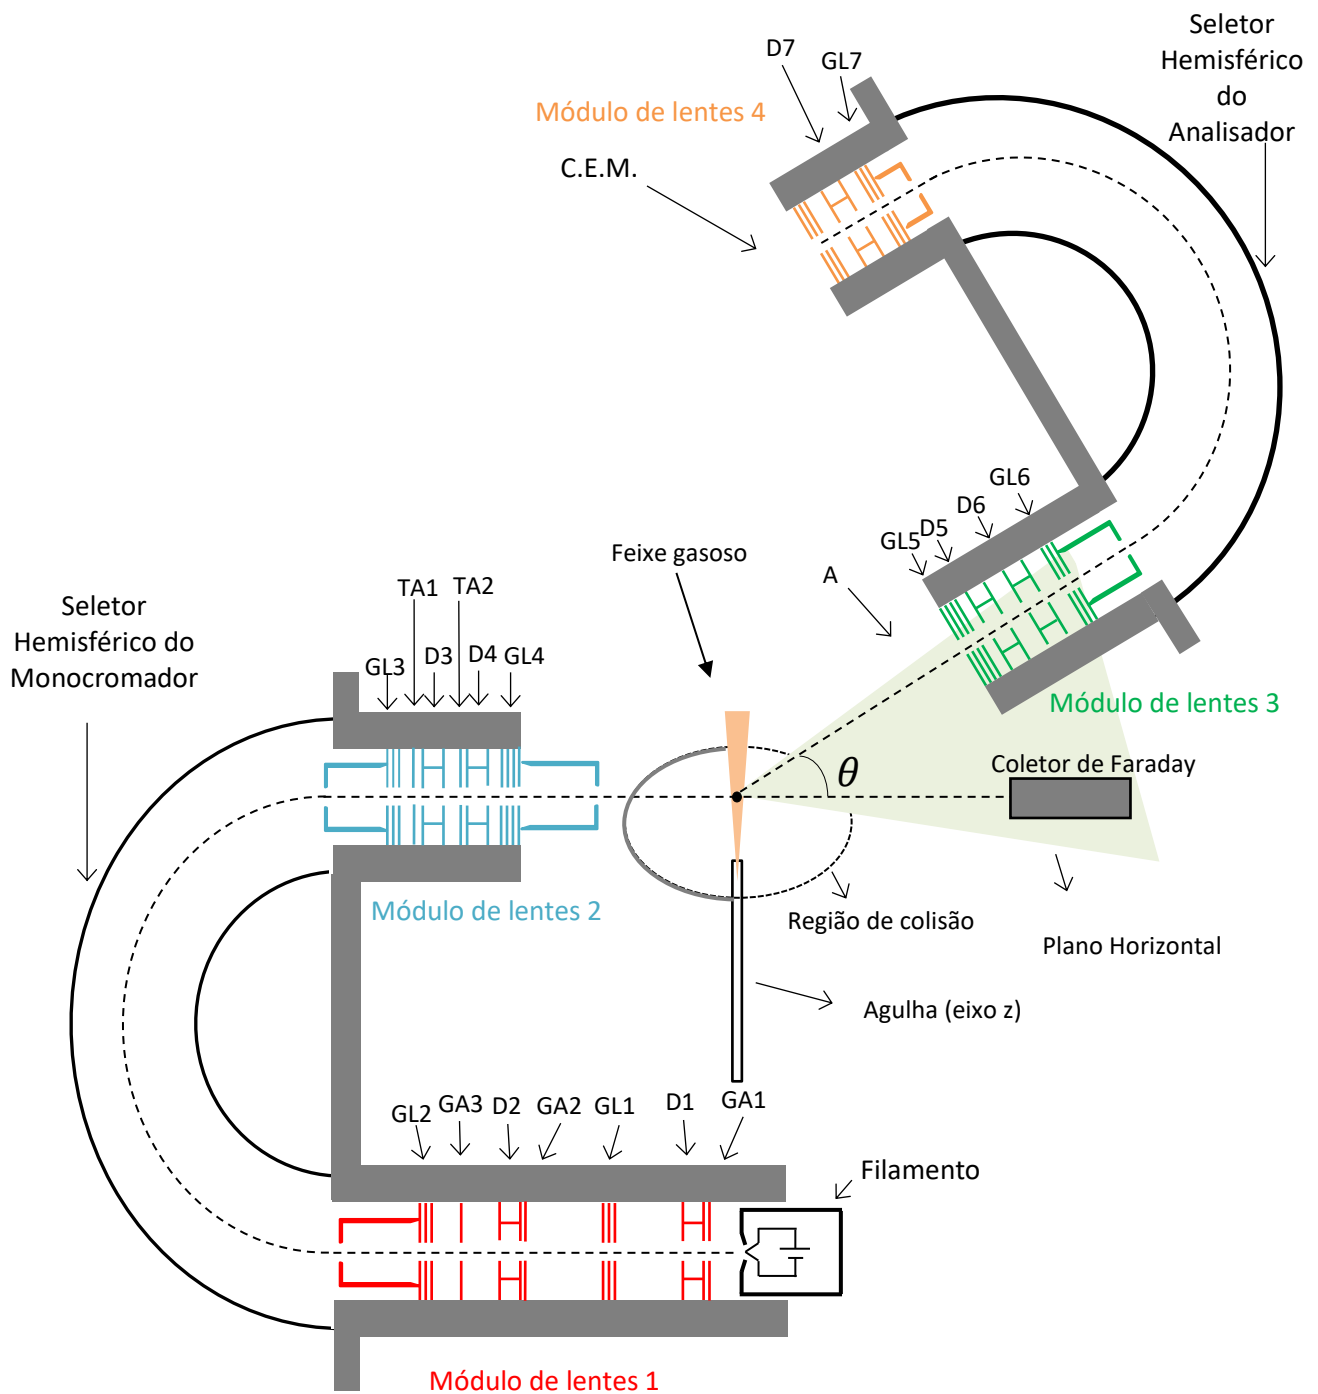 Seletor
Hemisférico
do
Analisador
D7
GL7
Módulo de lentes 4
C.E.M.
GL6
D6
D5
GL5
Feixe gasoso
A
TA1
TA2
Seletor
Hemisférico do
Monocromador
GL3
D3
D4
GL4
Módulo de lentes 3
θ
Coletor de Faraday
Módulo de lentes 2
Região de colisão
Plano Horizontal
Agulha (eixo z)
GL2
GA3
D2
GA2
GL1
D1
GA1
Filamento
Módulo de lentes 1